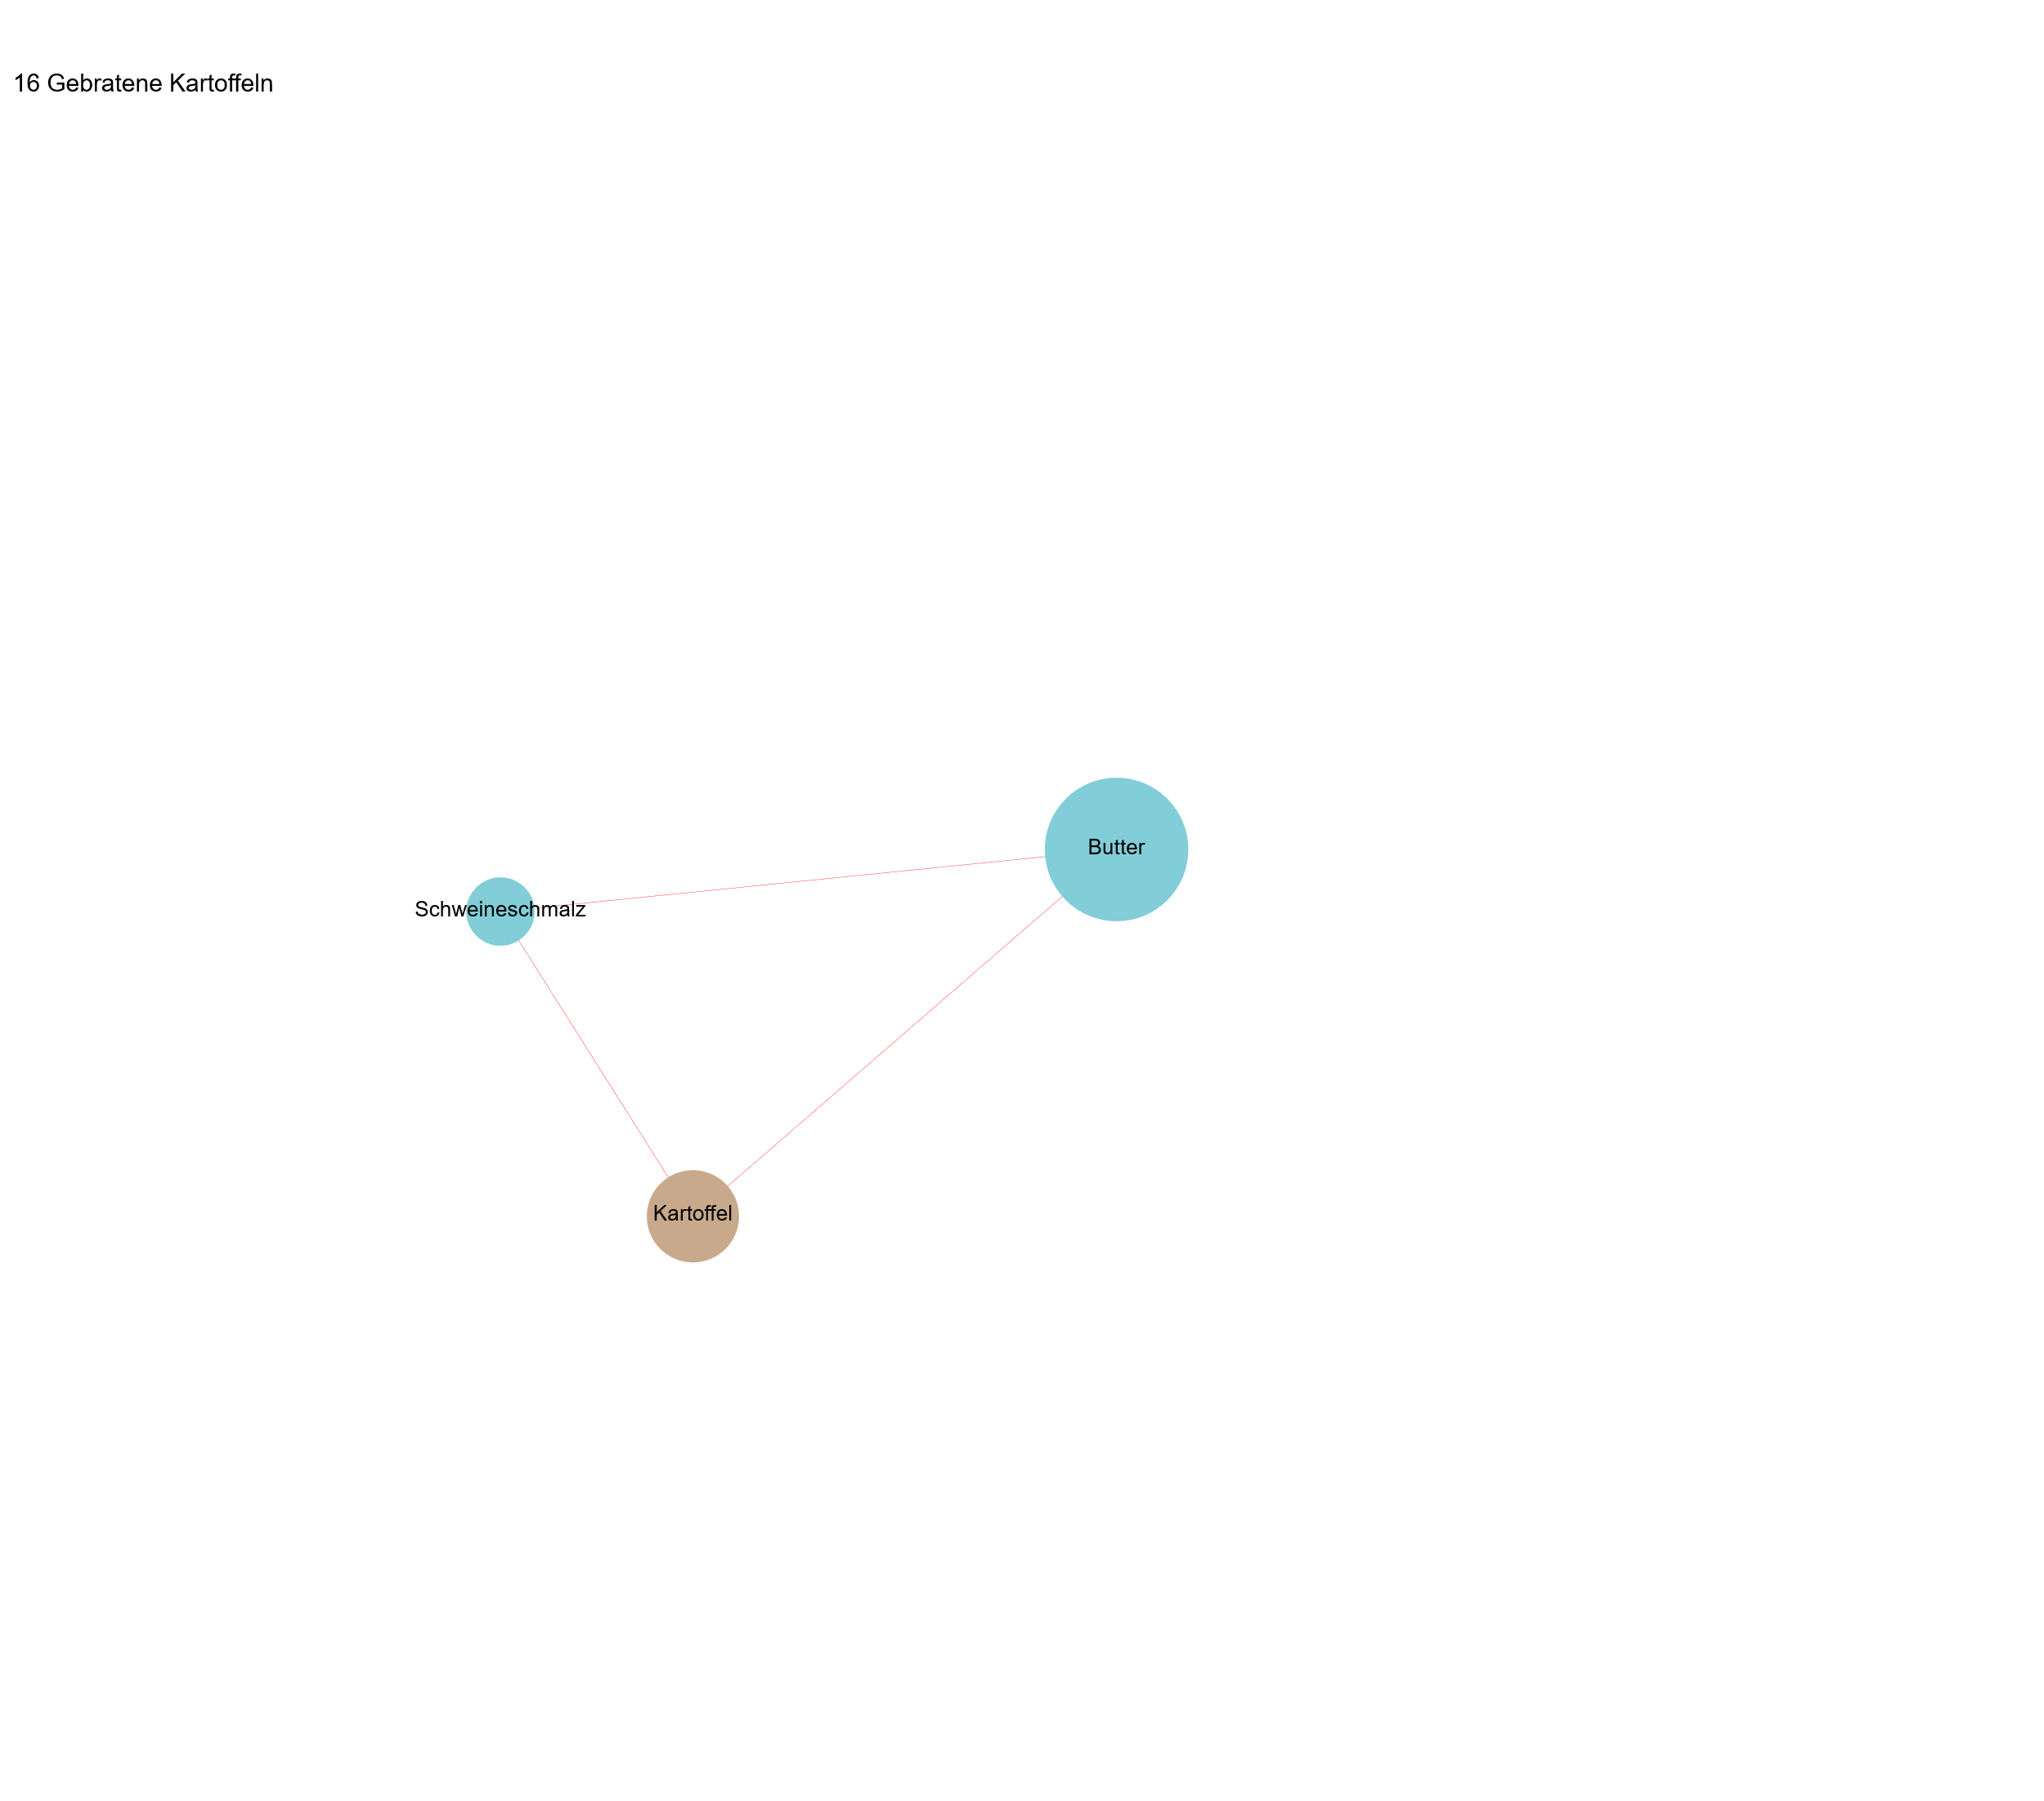 16 Gebratene Kartoffeln
Butter
Schweineschmalz
Kartoffel